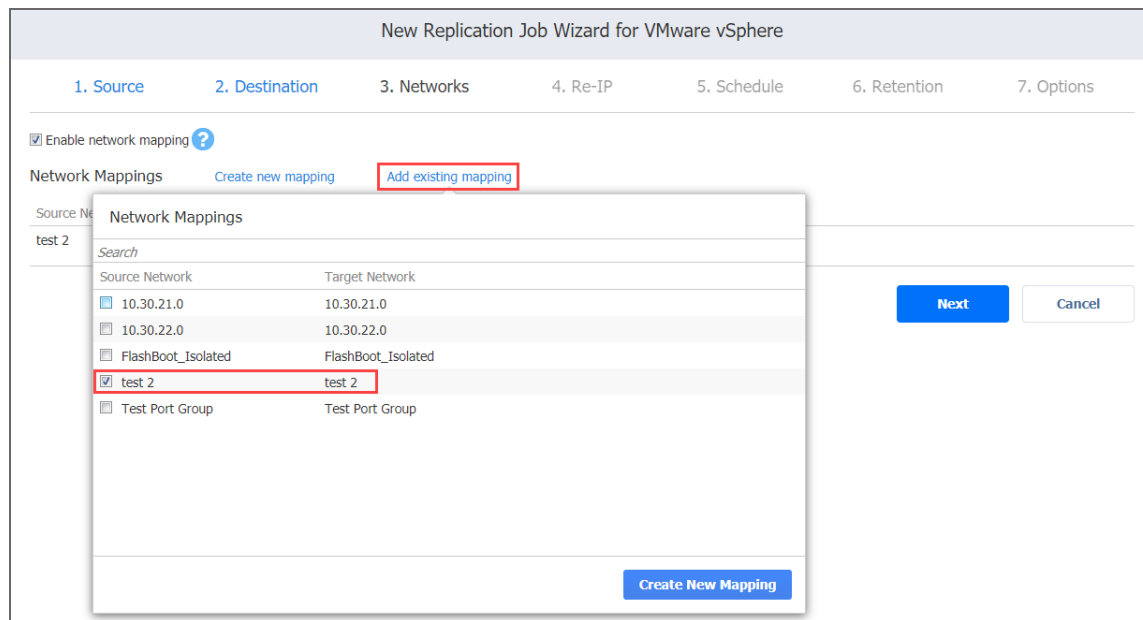 New Replication Job Wizard for VMware vSphere
1. Source 2. Destination 3. Networks 4. Re-IP 5. Schedule 6. Retention 7. Options
Enable network mapping ?
Network Mappings Create new mapping Add existing mapping
Source Ne
test 2
Network Mappings
Search
Source Network Target Network
10.30.21.0 10.30.21.0
10.30.22.0 10.30.22.0
FlashBoot_Isolated FlashBoot_Isolated
test 2 test 2
Test Port Group Test Port Group
Create New Mapping
Next Cancel